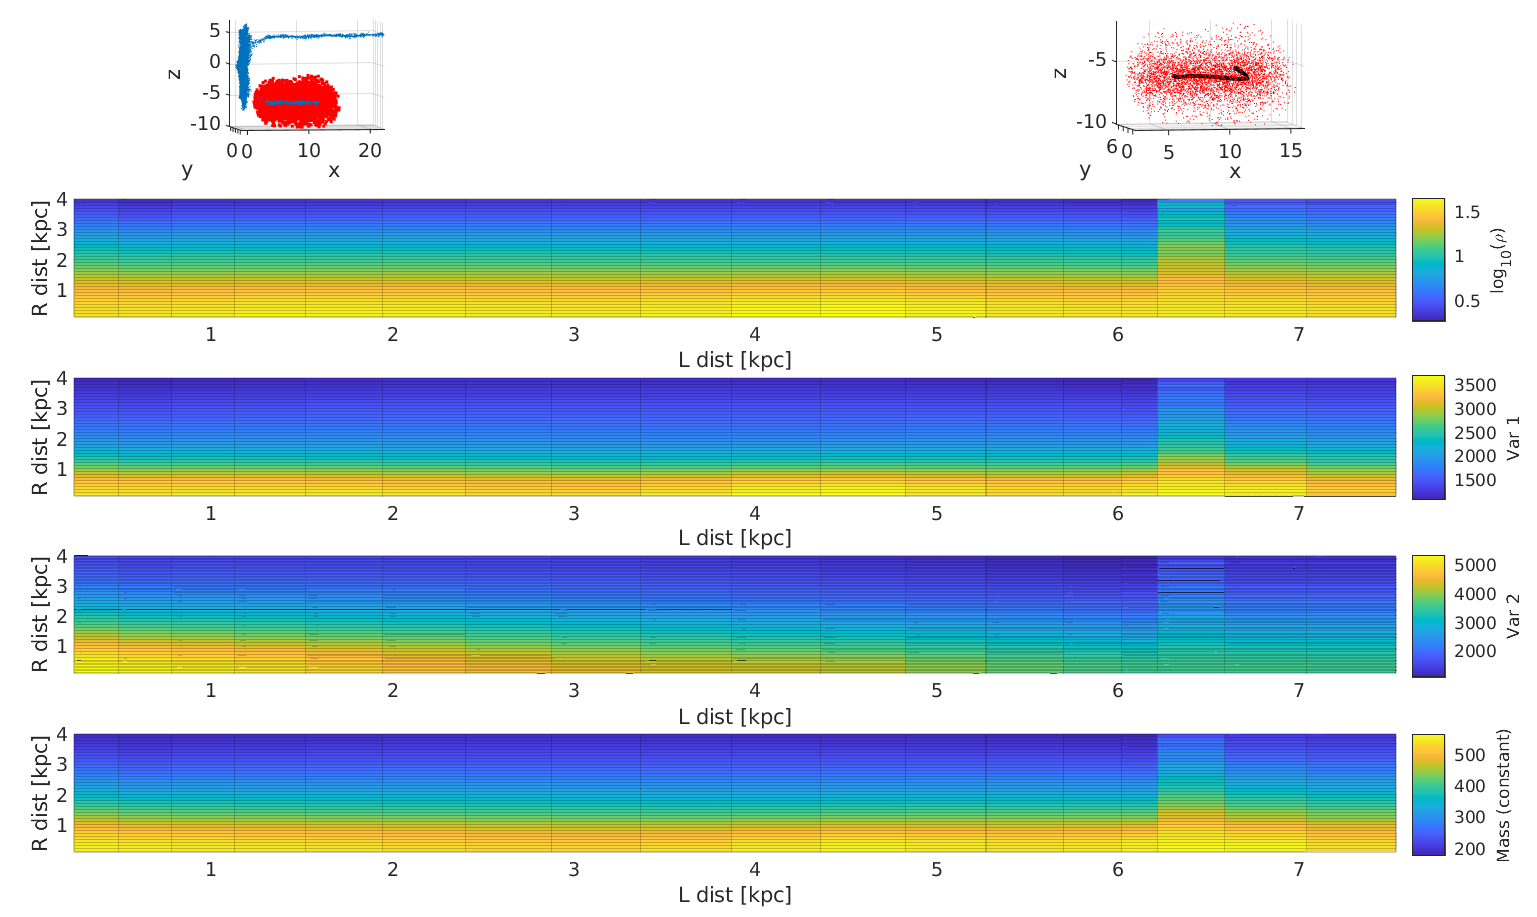 5
0
-5
-10
0 0 10 20
y
x
z
-5
-10
6 0 5 10 15
y
x
z
4
3
2
1
R dist [kpc]
1 2 3 4 5 6 7
L dist [kpc]
1.5
1
0.5
log10(ρ)
4
3
2
1
R dist [kpc]
1 2 3 4 5 6 7
L dist [kpc]
3500
3000
2500
2000
1500
Var 1
4
3
2
1
R dist [kpc]
1 2 3 4 5 6 7
L dist [kpc]
5000
4000
3000
2000
Var 2
4
3
2
1
R dist [kpc]
1 2 3 4 5 6 7
L dist [kpc]
500
400
300
200
Mass (constant)